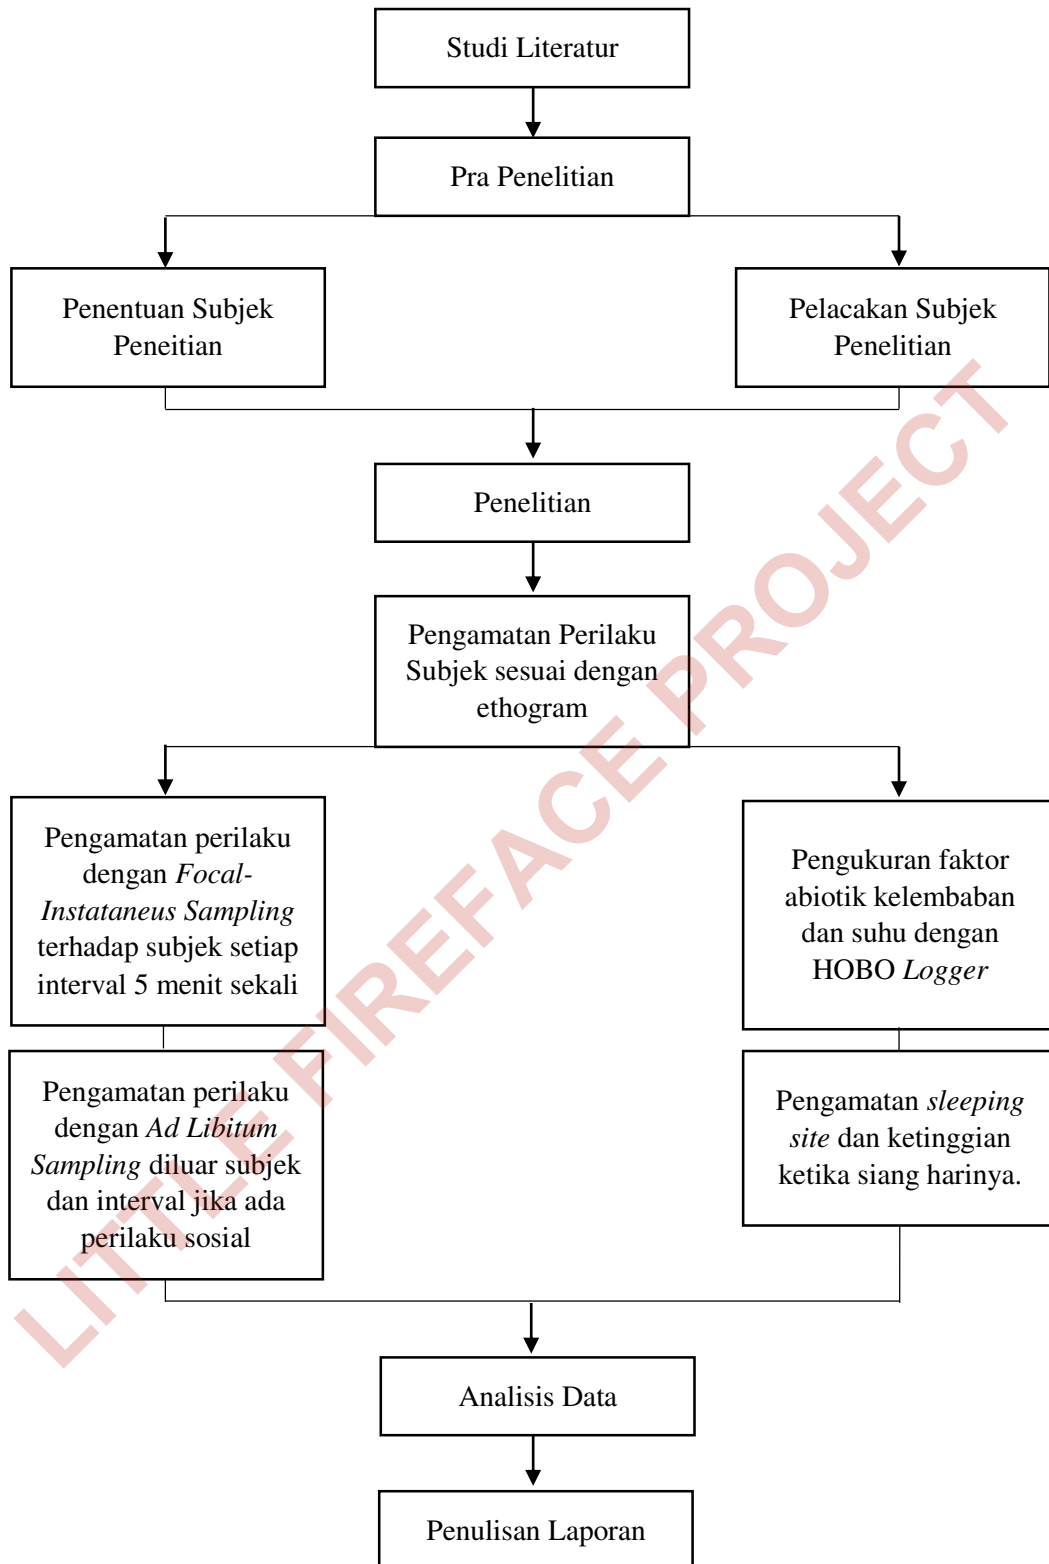 Studi Literatur
Pra Penelitian
Penentuan Subjek
Peneitian
Pelacakan Subjek
Penelitian
Penelitian
Pengamatan Perilaku
Subjek sesuai dengan
ethogram
Pengamatan perilaku
dengan Focal-
Instataneus Sampling
terhadap subjek setiap
interval 5 menit sekali
Pengukuran faktor
abiotik kelembaban
dan suhu dengan
HOBO Logger
Pengamatan perilaku
dengan Ad Libitum
Sampling diluar subjek
dan interval jika ada
perilaku sosial
Pengamatan sleeping
site dan ketinggian
ketika siang harinya.
Analisis Data
Penulisan Laporan
LITTLE FIREFACE PROJECT